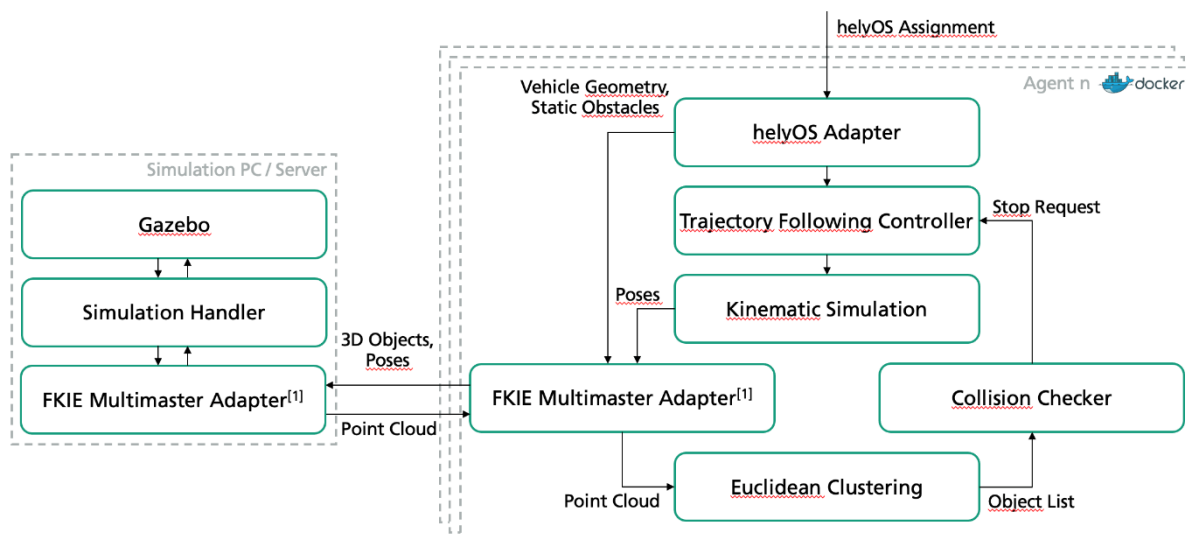 helyOS Assignment
Agent n docker
Vehicle Geometry,
Static Obstacles
helyOS Adapter
Simulation PC / Server
Gazebo
Trajectory Following Controller
Stop Request
Simulation Handler
Poses
Kinematic Simulation
3D Objects,
Poses
FKIE Multimaster Adapter[1]
FKIE Multimaster Adapter[1]
Collision Checker
Point Cloud
Point Cloud
Euclidean Clustering
Object List